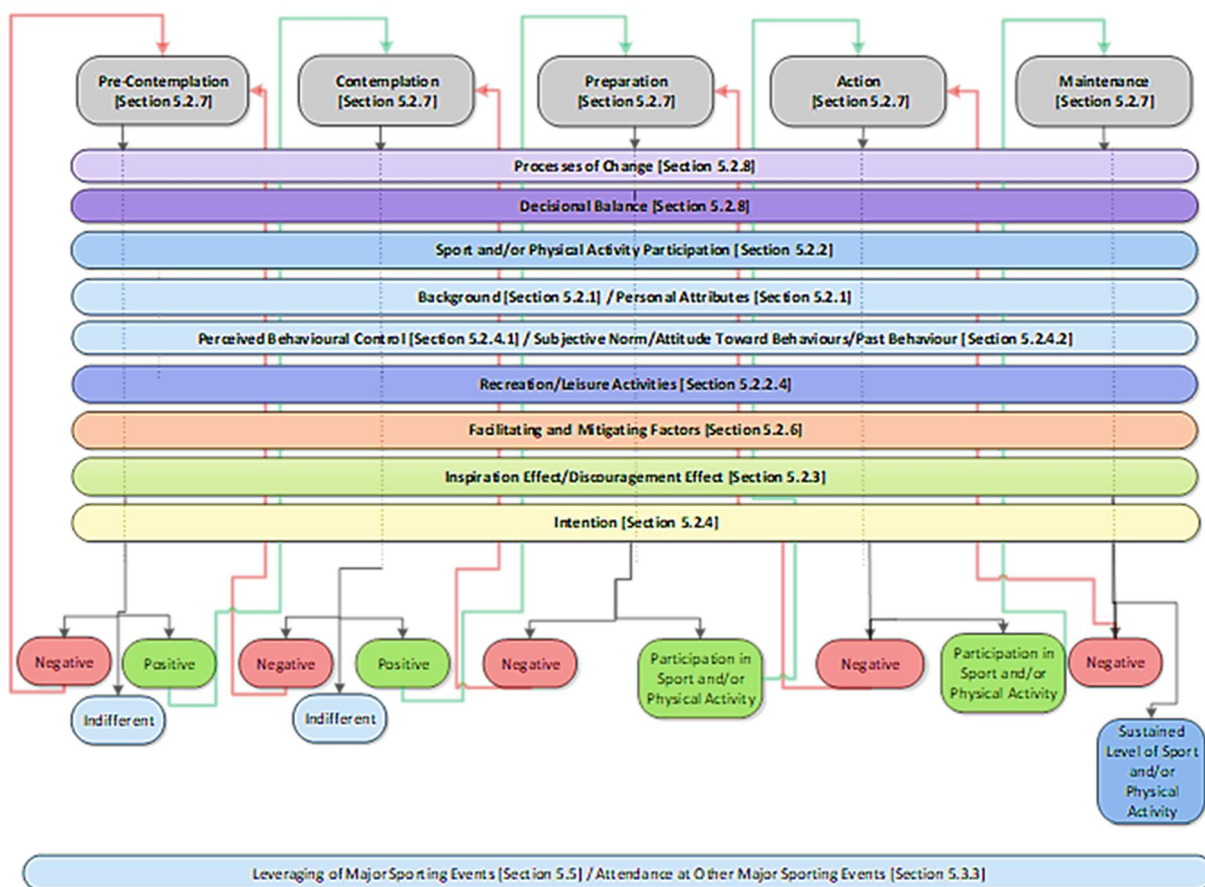 Pre-Contemplation
[Section 5.2.7]
Contemplation
[Section 5.2.7]
Preparation
[Section 5.2.7]
Action
[Section 5.2.7]
Maintenance
[Section 5.2.7]
Processes of Change [Section 5.2.8]
Decisional Balance [Section 5.2.8]
Sport and/or Physical Activity Participation [Section 5.2.2]
Background [Section 5.2.1] / Personal Attributes [Section 5.2.1]
Perceived Behavioural Control [Section 5.2.4.1] / Subjective Norm/Attitude Toward Behaviours/Past Behaviour [Section 5.2.4.2]
Recreation/Leisure Activities [Section 5.2.2.4]
Facilitating and Mitigating Factors [Section 5.2.6]
Inspiration Effect/Discouragement Effect [Section 5.2.3]
Intention [Section 5.2.4]
Negative
Positive
Indifferent
Negative
Positive
Indifferent
Negative
Participation in
Sport and/or
Physical Activity
Negative
Participation in
Sport and/or
Physical Activity
Negative
Sustained
Level of Sport
and/or
Physical
Activity
Leveraging of Major Sporting Events [Section 5.5] / Attendance at Other Major Sporting Events [Section 5.3.3]